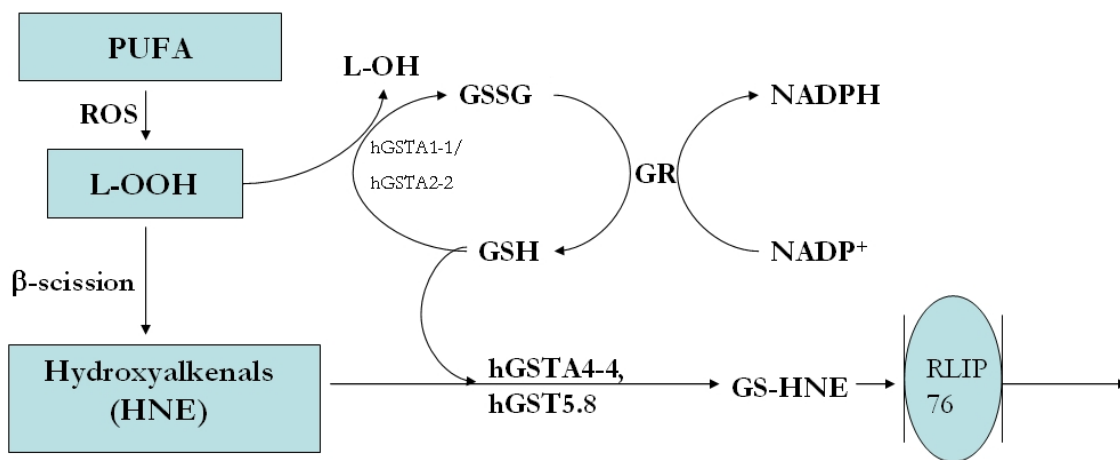 PUFA
ROS
L-OOH
β-scission
Hydroxyalkenals
(HNE)
L-OH
GSSG
hGSTA1-1/
hGSTA2-2
GSH
GR
NADPH
NADP⁺
hGSTA4-4,
hGST5.8
GS-HNE
RLIP
76